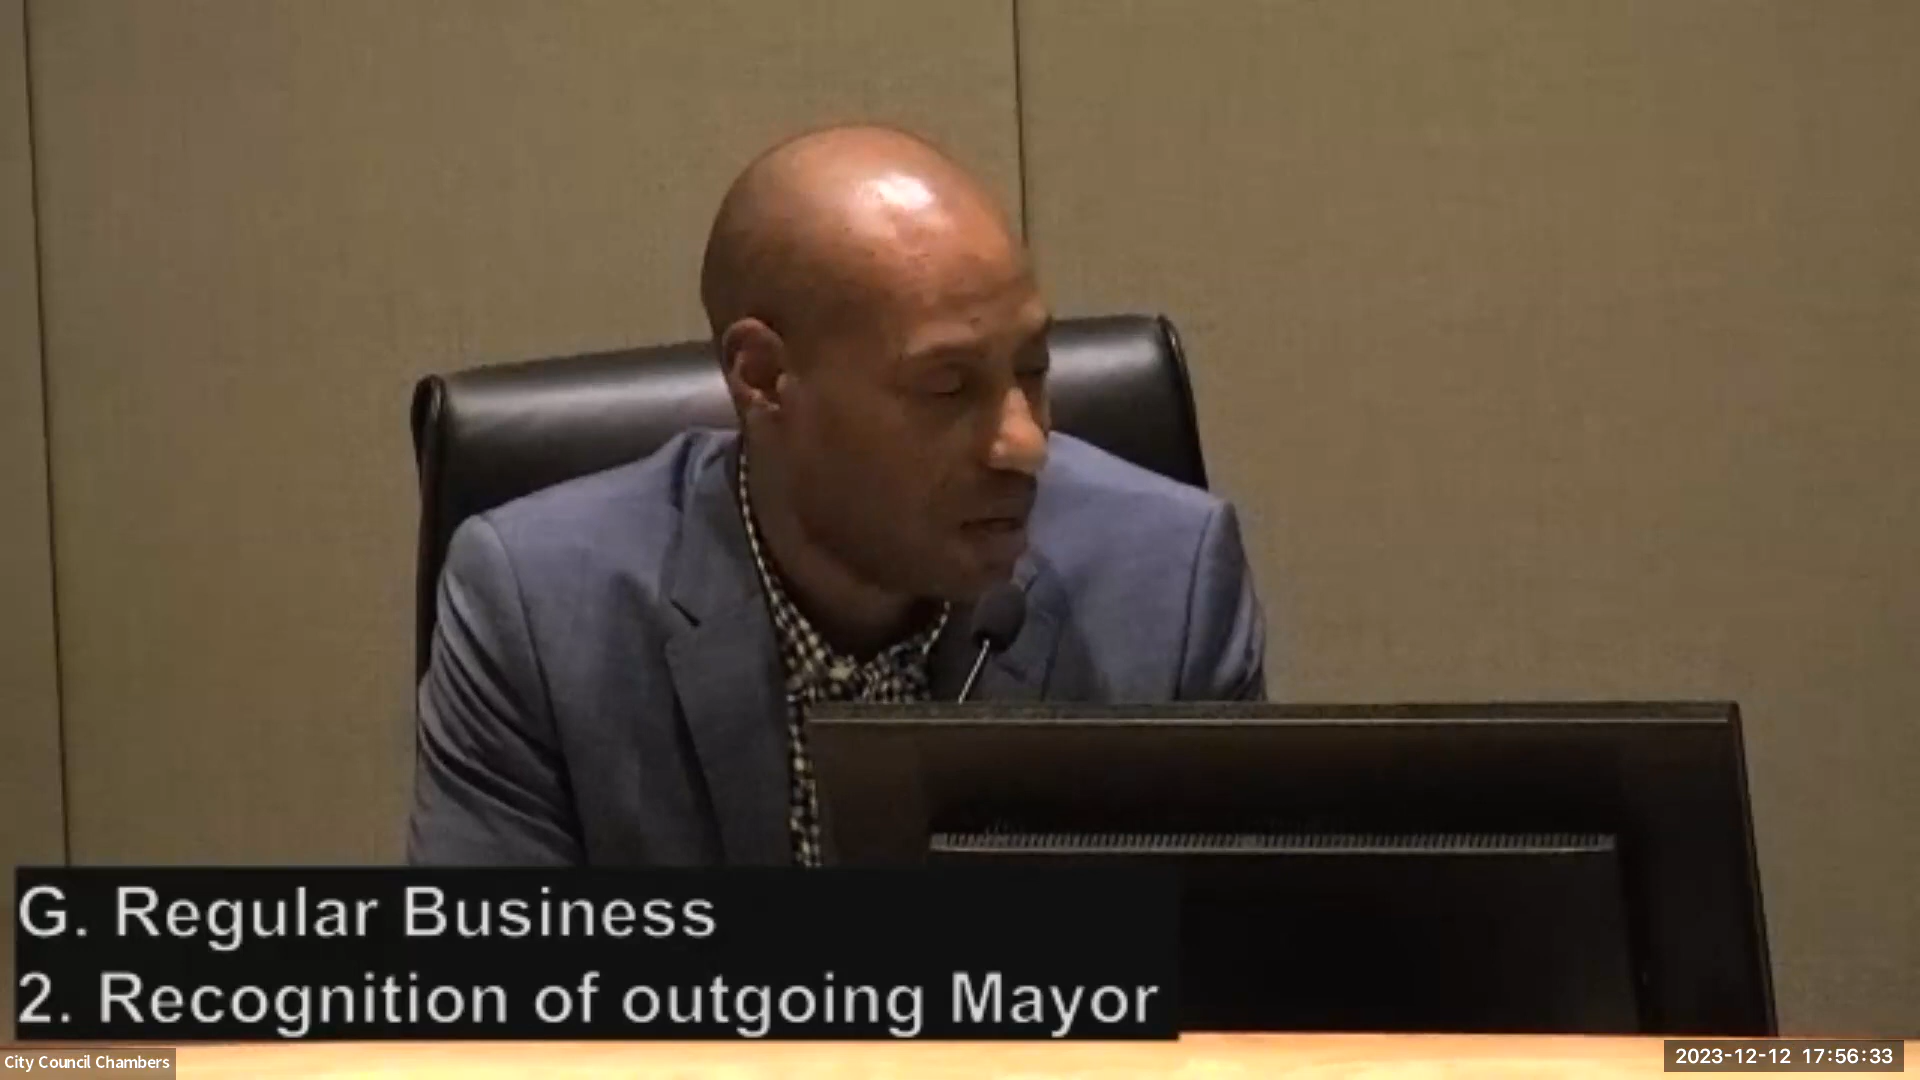 G. Regular Business
2. Recognition of outgoing Mayor
City Council Chambers
2023-12-12 17:56:33